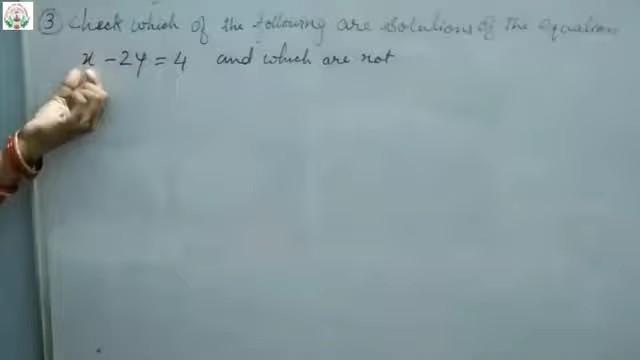 ③ Check which of the following are solutions of the equation
x - 2y = 4 and which are not